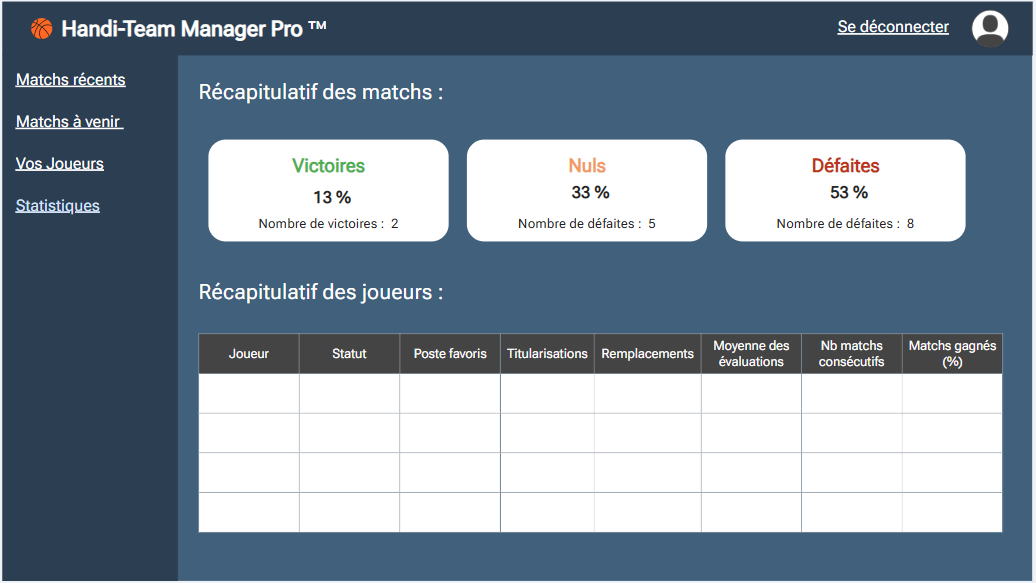 Handi-Team Manager Pro ™
Se déconnecter
Matchs récents
Matchs à venir
Vos Joueurs
Statistiques
Récapitulatif des matchs :
Victoires
13 %
Nombre de victoires : 2
Nuls
33 %
Nombre de défaites : 5
Défaites
53 %
Nombre de défaites : 8
Récapitulatif des joueurs :
Joueur
Statut
Poste favoris
Titularisations
Remplacements
Moyenne des
évaluations
Nb matchs
consécutifs
Matchs gagnés
(%)